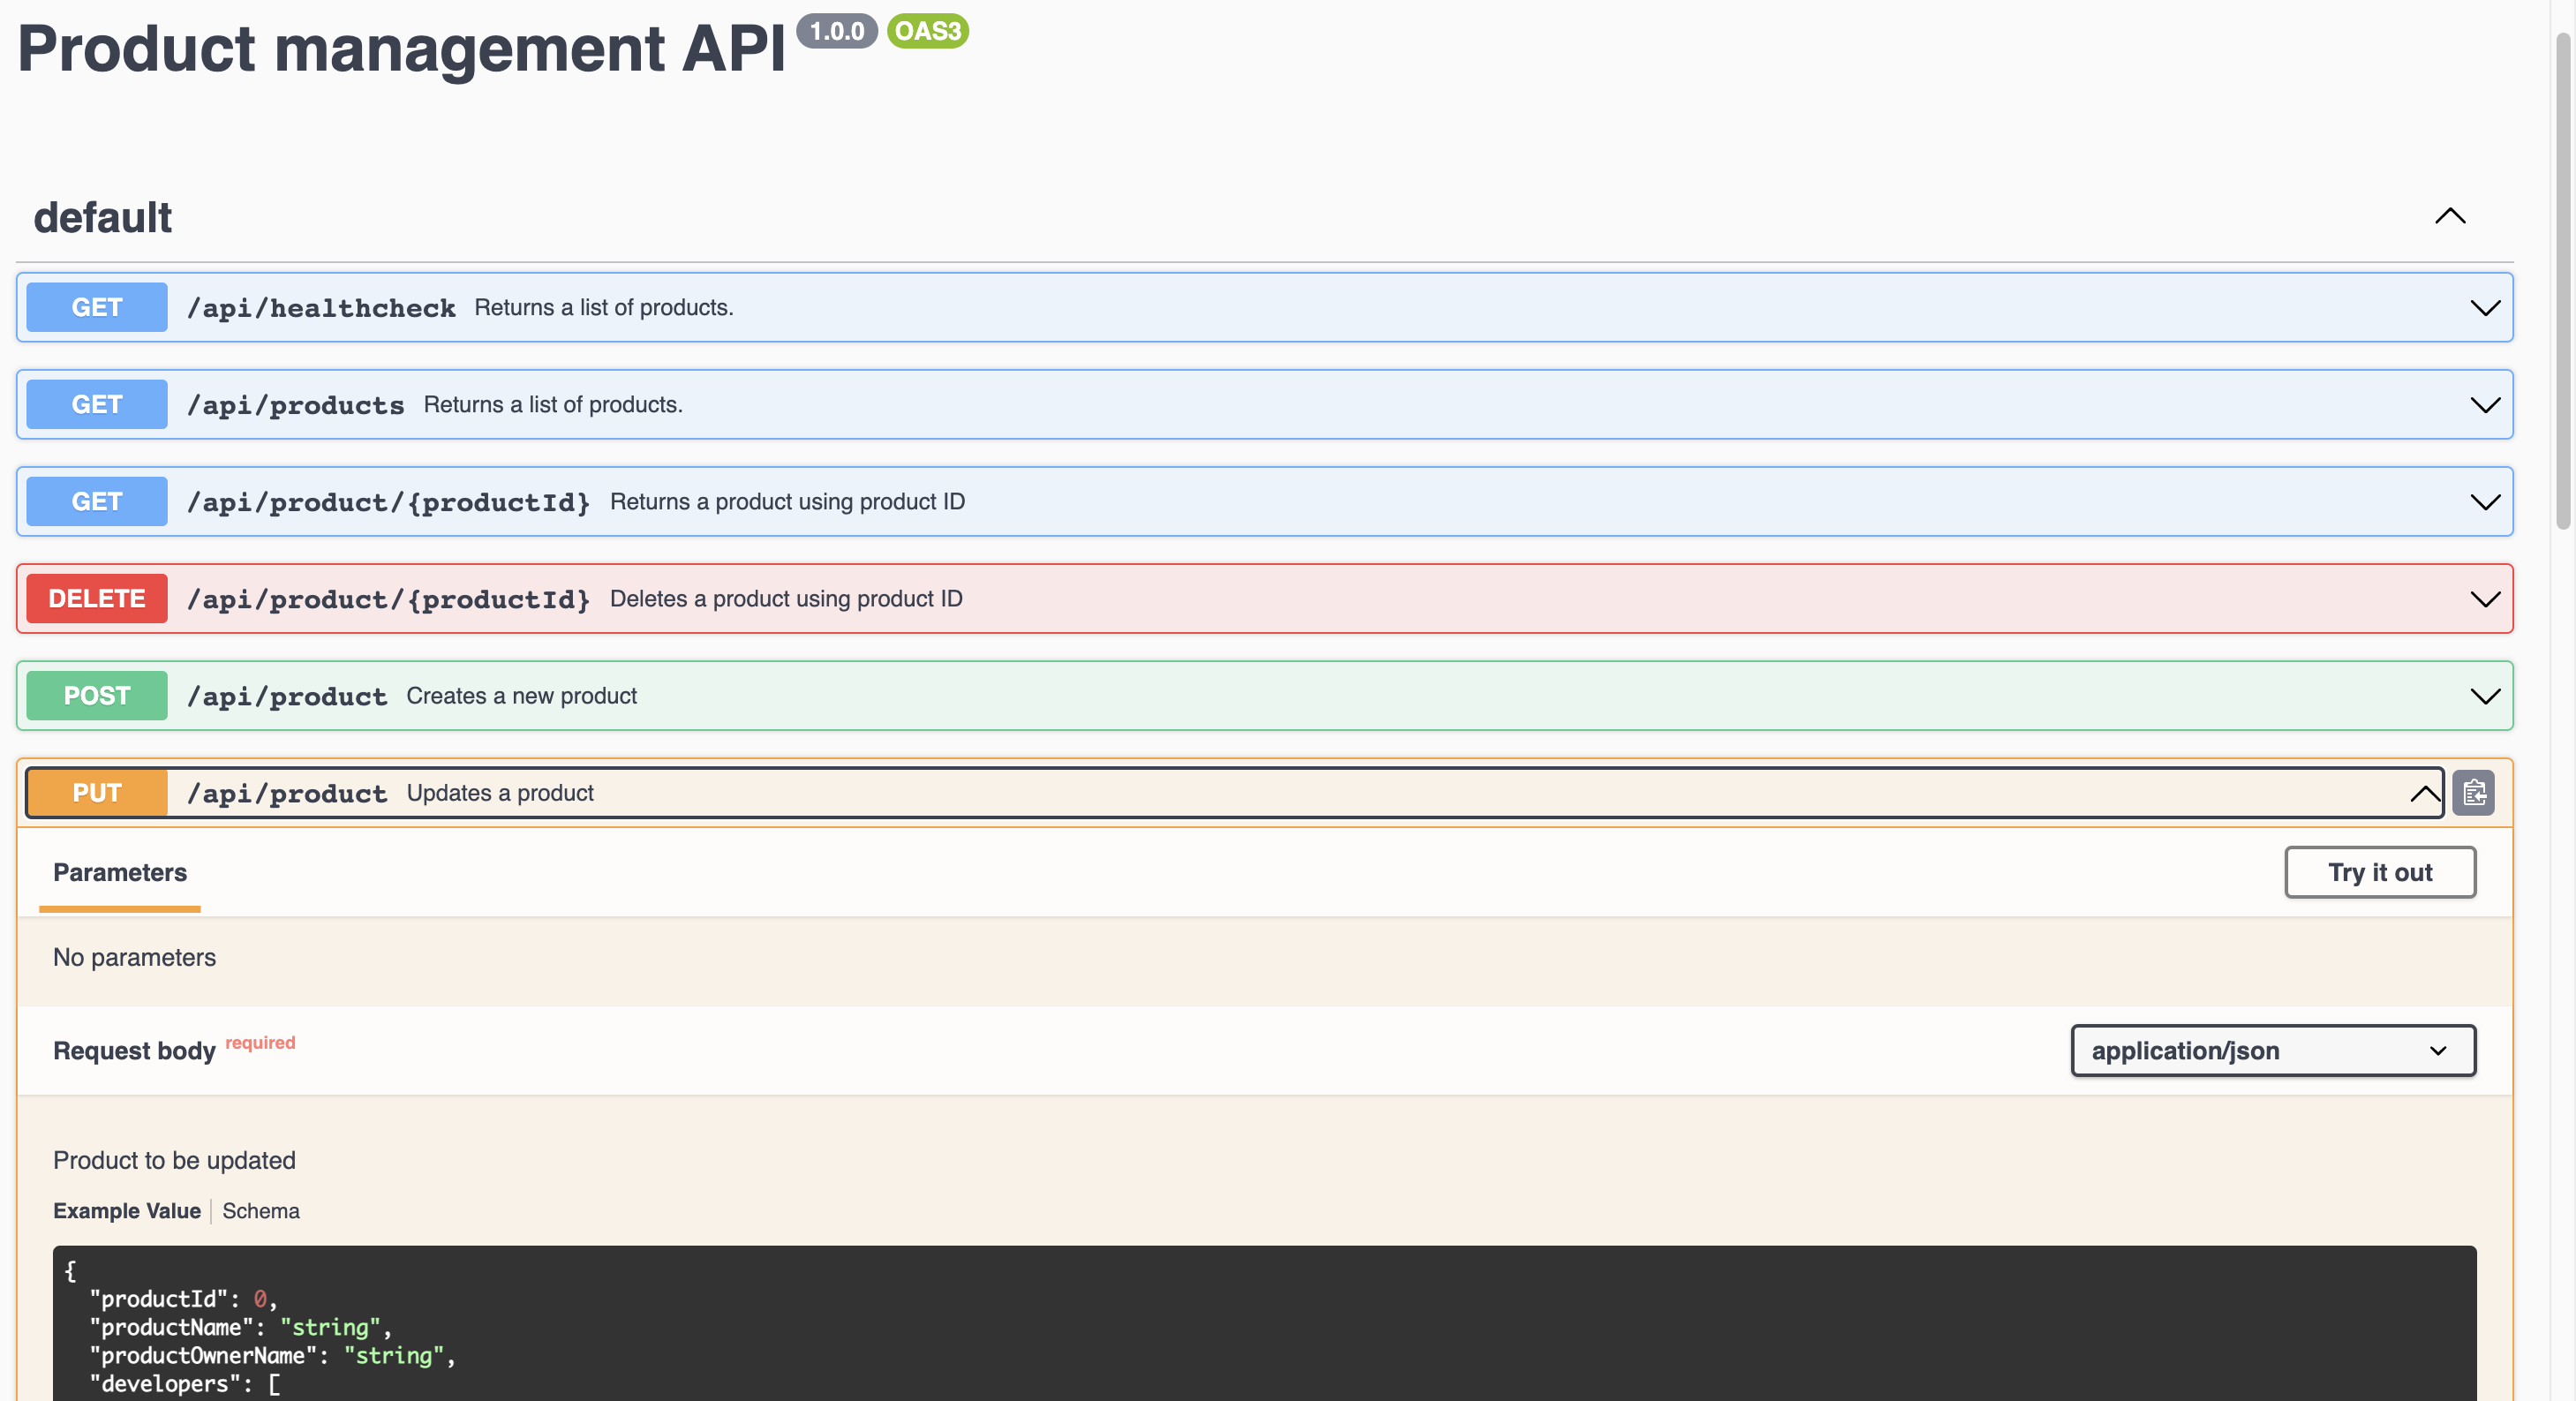 Product management API 1.0.0 OAS3
default
GET /api/healthcheck Returns a list of products.
GET /api/products Returns a list of products.
GET /api/product/{productId} Returns a product using product ID
DELETE /api/product/{productId} Deletes a product using product ID
POST /api/product Creates a new product
PUT /api/product Updates a product
Parameters Try it out
No parameters
Request body required application/json
Product to be updated
Example Value Schema
{
"productId": 0,
"productName": "string",
"productOwnerName": "string",
"developers": [